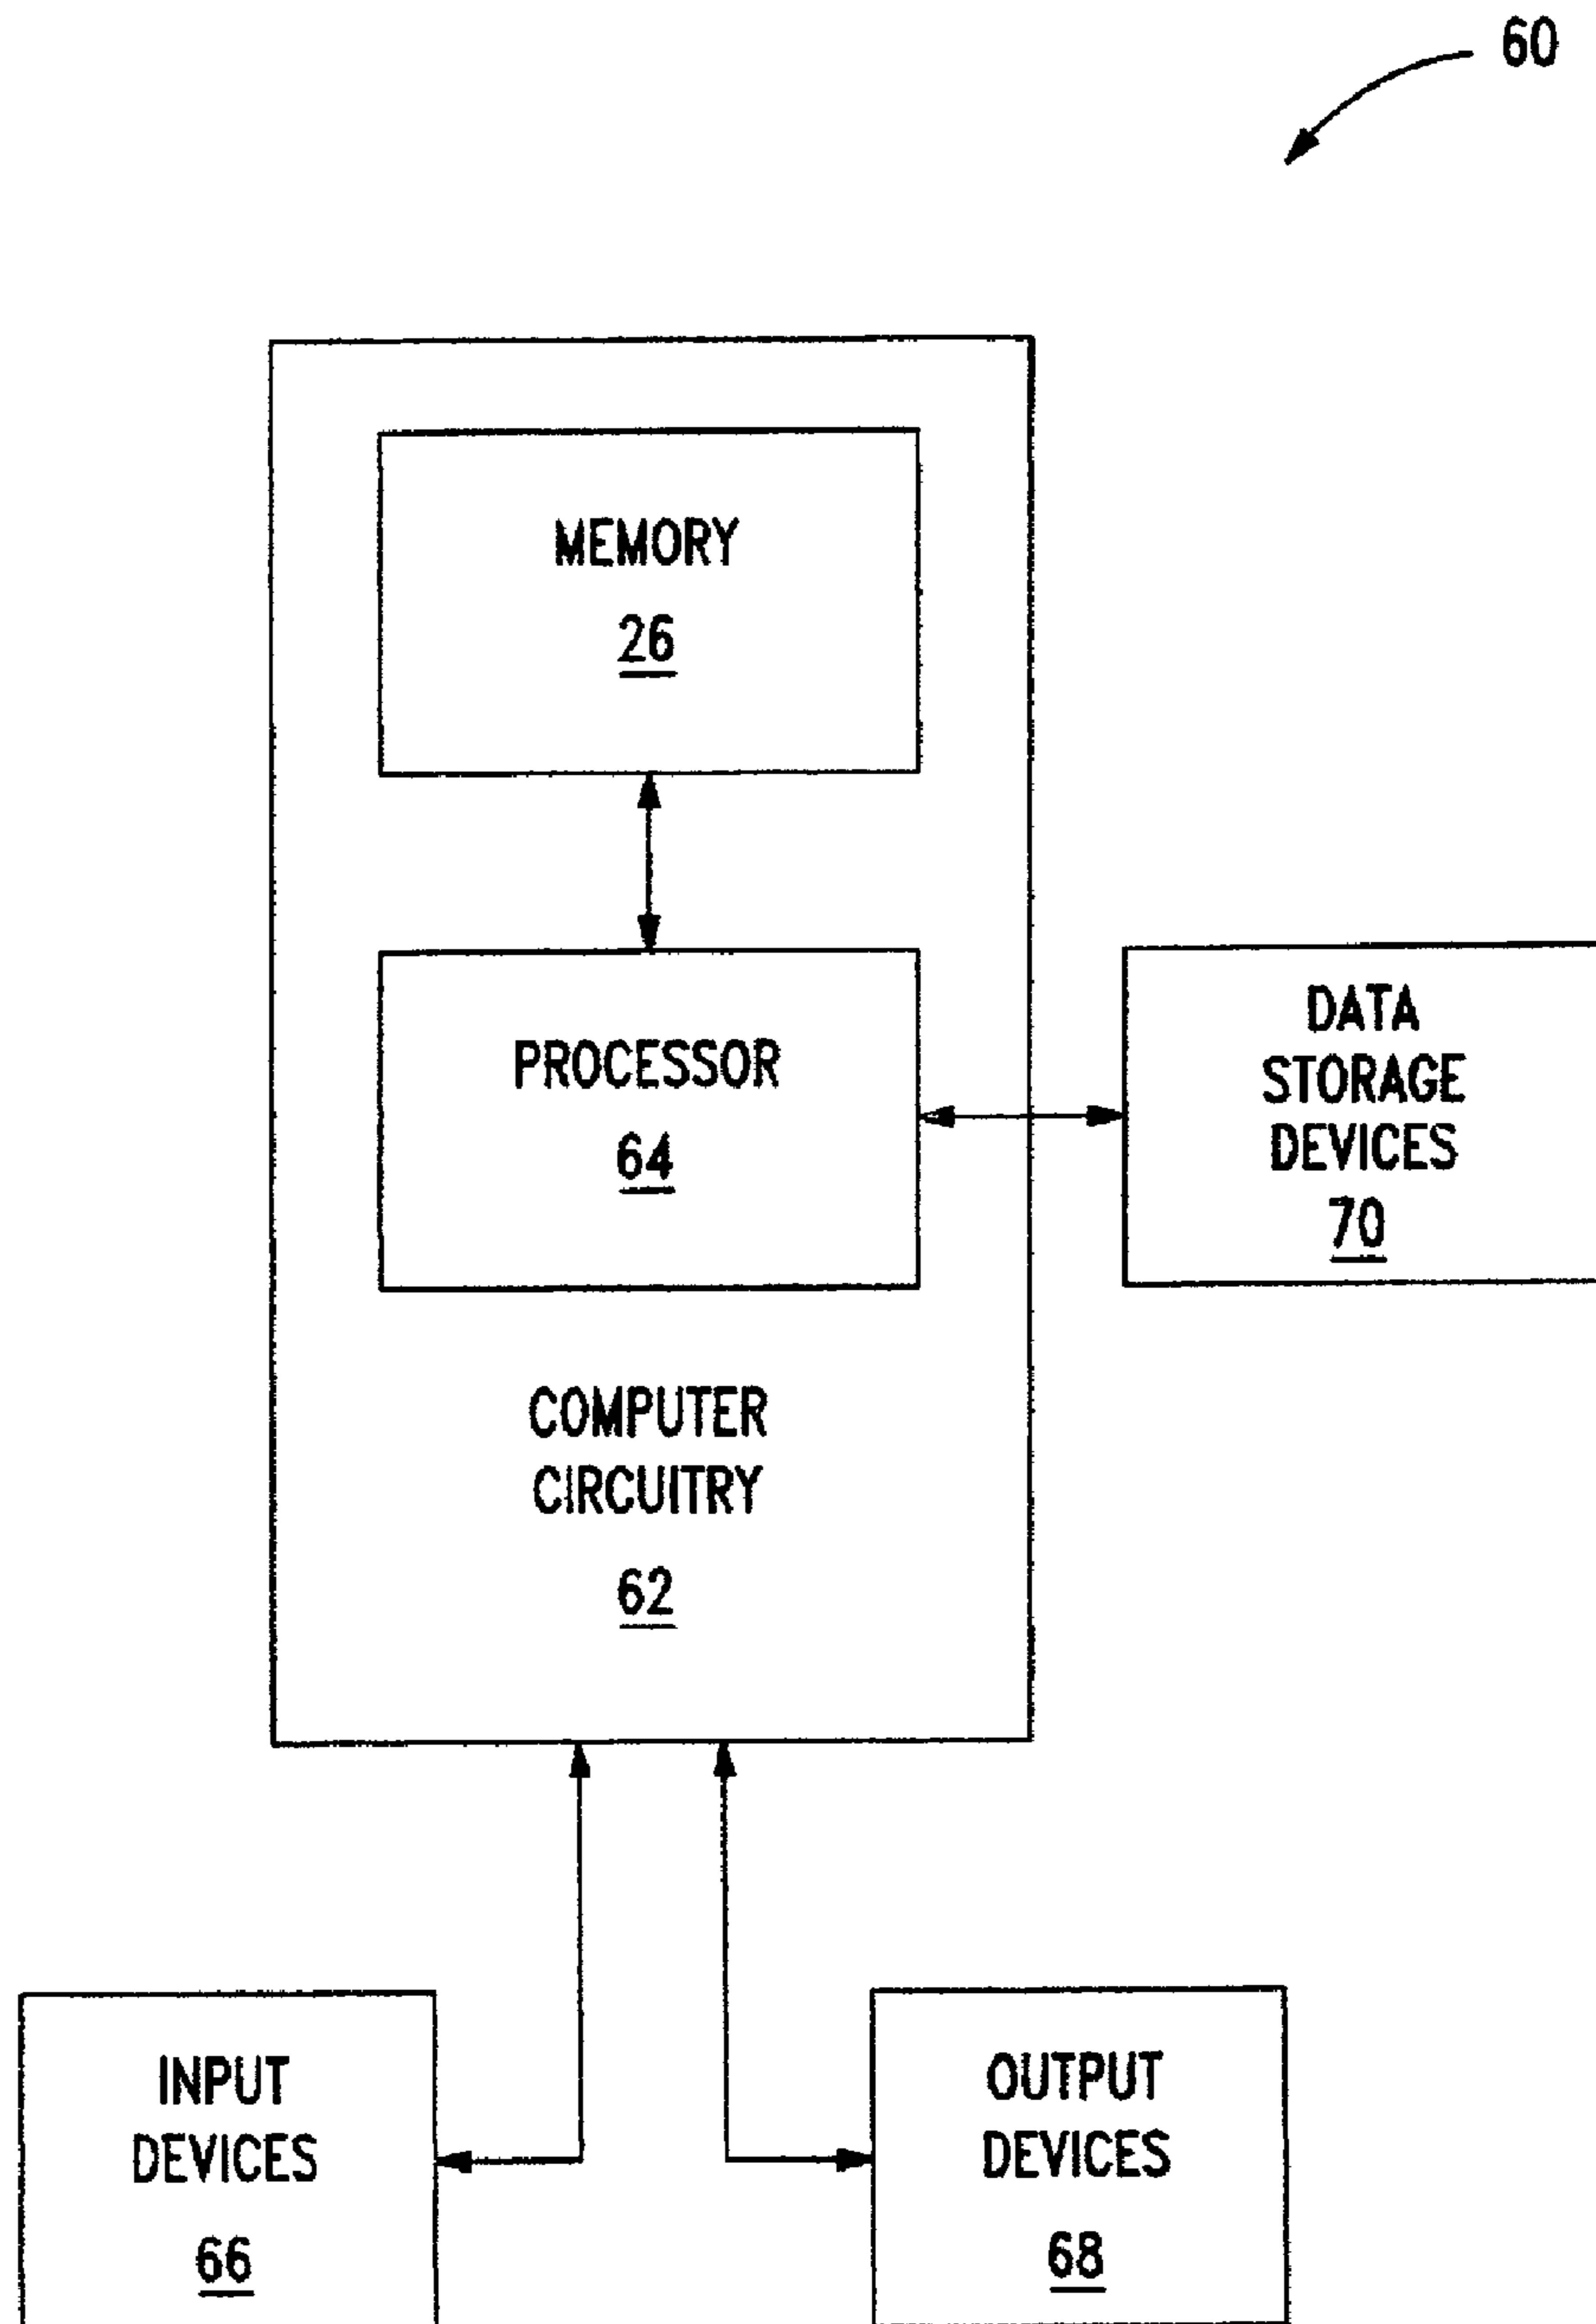 60
MEMORY
26
PROCESSOR
64
DATA
STORAGE
DEVICES
70
COMPUTER
CIRCUITRY
62
INPUT
DEVICES
66
OUTPUT
DEVICES
68